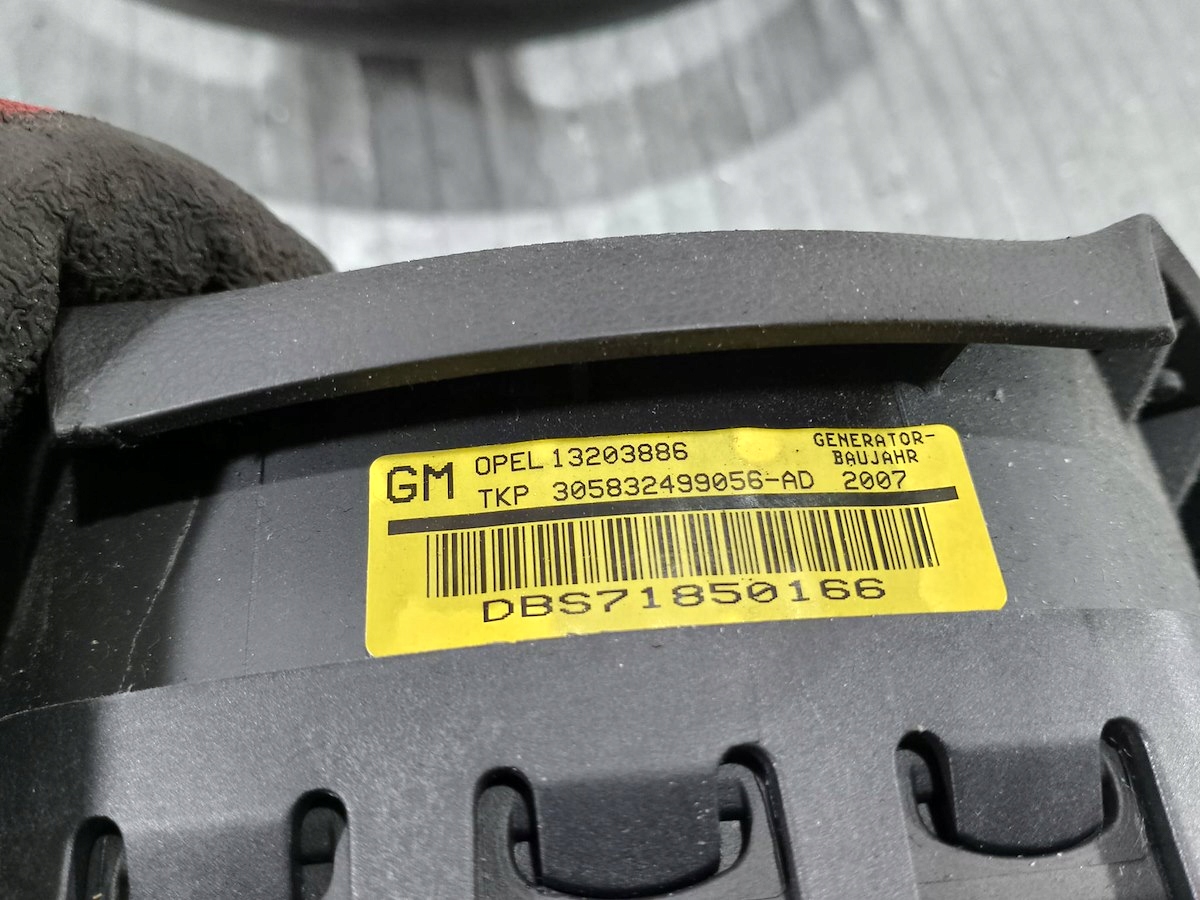 GM OPEL 13203886
TKP 305832499056-AD
GENERATOR-
BAUJAHR
2007
DBS71850166